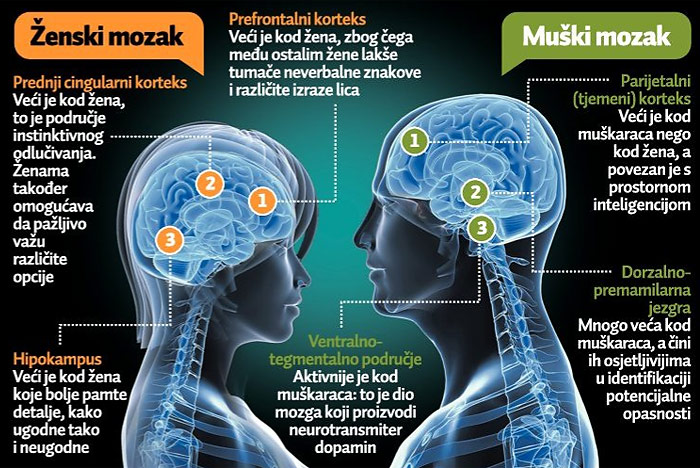 Ženski mozak
Prefrontalni korteks
Veći je kod žena, zbog čega
među ostalim žene lakše
tumače neverbalne znakove
i različite izraze lica
Muški mozak
Prednji cingularni korteks
Veći je kod žena,
to je područje
instinktivnog
odlučivanja.
Ženama
također
omogućava
da pažljivo
važu
različite
opcije
Parijetalni
(tjemeni) korteks
Veći je kod
muškaraca nego
kod žena, a
povezan je s
prostornom
inteligencijom
2
1
3
1
2
3
Dorzalno-
premamilarna
jezgra
Mnogo veća kod
muškaraca, a čini
ih osjetljivijima
u identifikaciji
potencijalne
opasnosti
Hipokampus
Veći je kod žena
koje bolje pamte
detalje, kako
ugodne tako
i neugodne
Ventralno-
tegmentalno područje
Aktivnije je kod
muškaraca: to je dio
mozga koji proizvodi
neurotransmiter
dopamin